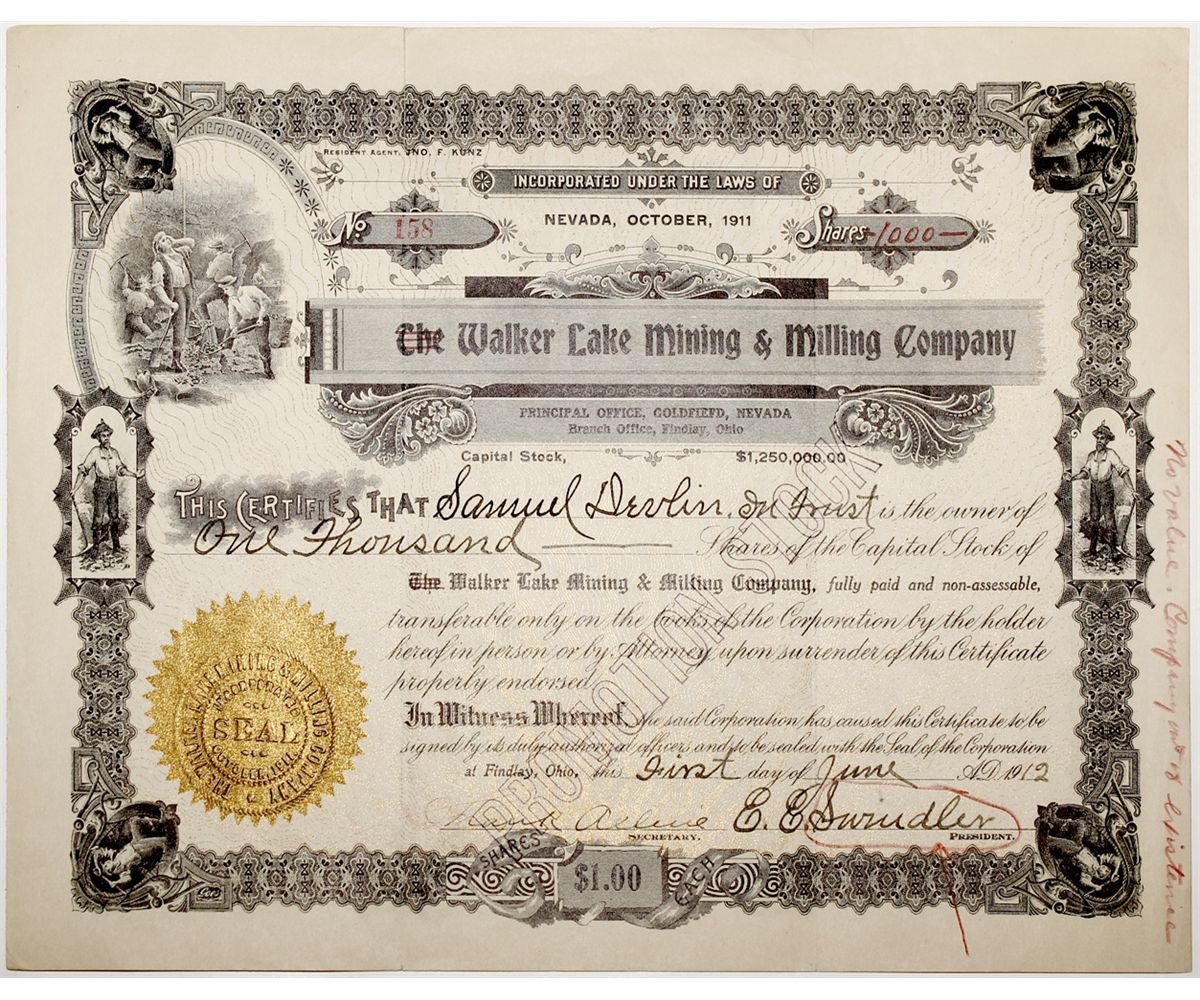 RESIDENT AGENT, JNO. F. KUNZ
INCORPORATED UNDER THE LAWS OF
NEVADA, OCTOBER, 1911
No. 158
Shares 1000
The Walker Lake Mining & Milling Company
PRINCIPAL OFFICE, GOLDFIEFD, NEVADA
Branch Office, Findlay, Ohio
Capital Stock, $1,250,000.00
THIS CERTIFIES THAT Samuel Devlin, In Trust is the owner of
One Thousand Shares of the Capital Stock of
The Walker Lake Mining & Milling Company, fully paid and non-assessable,
transferable only on the books of the Corporation by the holder
hereof in person or by Attorney upon surrender of this Certificate
properly endorsed.
In Witness Whereof, the said Corporation has caused this Certificate to be
signed by its duly authorized officers and to be sealed with the Seal of the Corporation
at Findlay, Ohio, this First day of June A.D. 1912
E. E. Swindler
SECRETARY. PRESIDENT.
SHARES $1.00 EACH
PROMOTION STOCK
SEAL
No value. Company not in existence